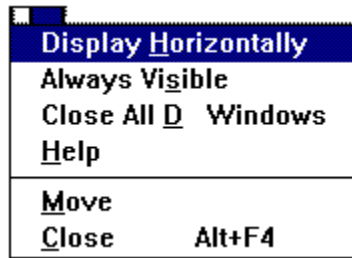 Display Horizontally
Always Visible
Close All D Windows
Help
Move
Close Alt+F4